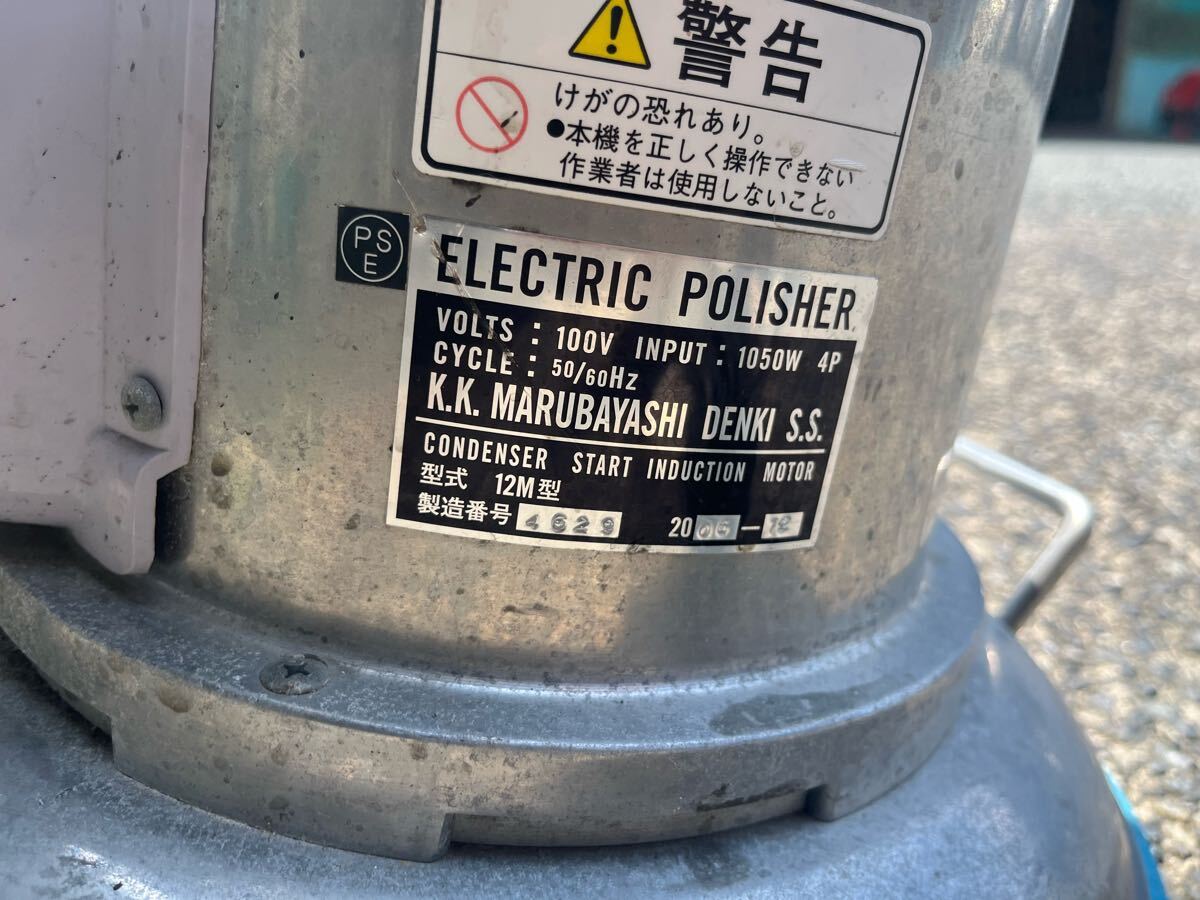 警告
けがの恐れあり。
●本機を正しく操作できない
作業者は使用しないこと。
PS
E
ELECTRIC POLISHER
VOLTS : 100V INPUT : 1050W 4P
CYCLE : 50/60Hz
K.K. MARUBAYASHI DENKI S.S.
CONDENSER START INDUCTION MOTOR
型式 12M型
製造番号 4629 20